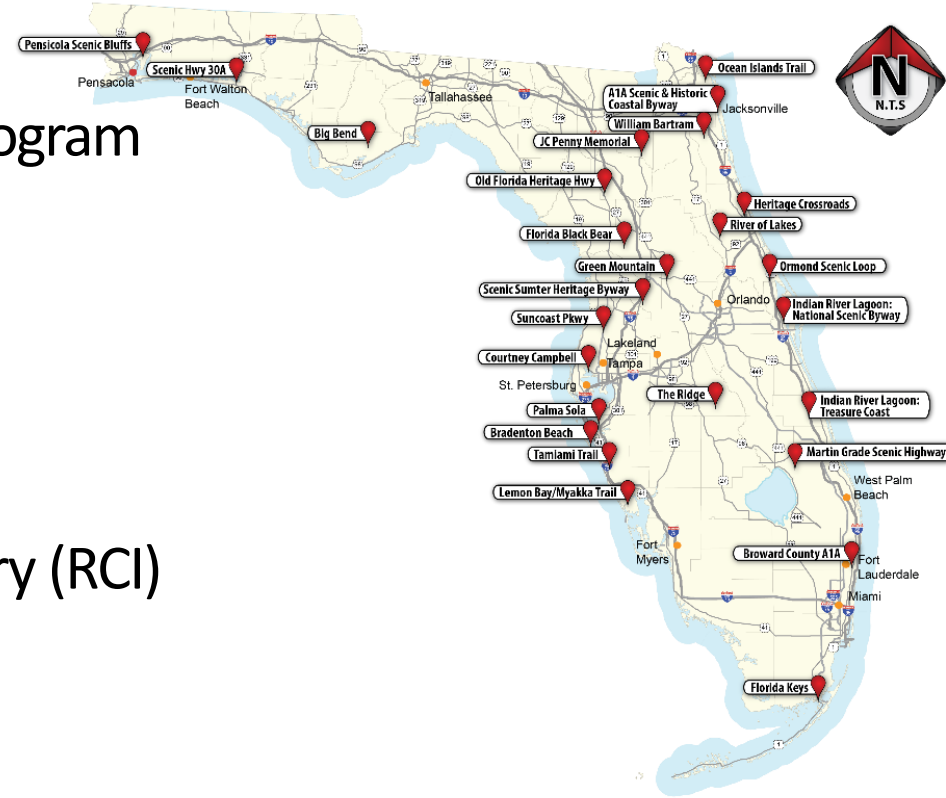 Pensicola Scenic Bluffs
Pensacola
Scenic Hwy 30A
Fort Walton
Beach
Tallahassee
Big Bend
Ocean Islands Trail
N
N.T.S
A1A Scenic & Historic
Coastal Byway
Jacksonville
William Bartram
ogram
JC Penny Memorial
Old Florida Heritage Hwy
Heritage Crossroads
River of Lakes
Florida Black Bear
Green Mountain
Ormond Scenic Loop
Scenic Sumter Heritage Byway
Orlando
Indian River Lagoon:
National Scenic Byway
Suncoast Pkwy
Lakeland
Courtney Campbell
Tampa
St. Petersburg
The Ridge
Palma Sola
Indian River Lagoon:
Treasure Coast
Bradenton Beach
Tamiami Trail
Martin Grade Scenic Highway
Lemon Bay/Myakka Trail
West Palm
Beach
Fort
Myers
Broward County A1A
Fort
Lauderdale
ry (RCI)
Miami
Florida Keys